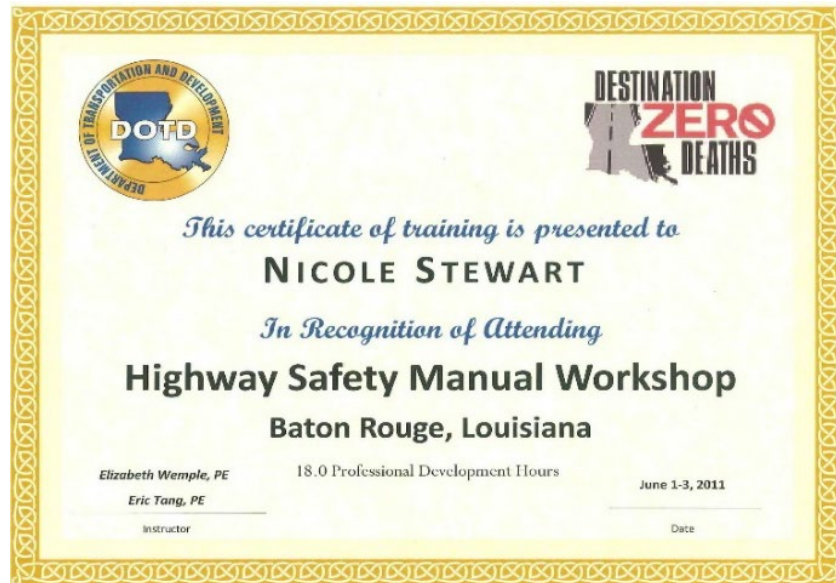 DEPARTMENT OF TRANSPORTATION AND DEVELOPMENT
DOTD
DESTINATION
ZERO
DEATHS
This certificate of training is presented to
NICOLE STEWART
In Recognition of Attending
Highway Safety Manual Workshop
Baton Rouge, Louisiana
18.0 Professional Development Hours
Elizabeth Wemple, PE
Eric Tang, PE
Instructor
June 1-3, 2011
Date